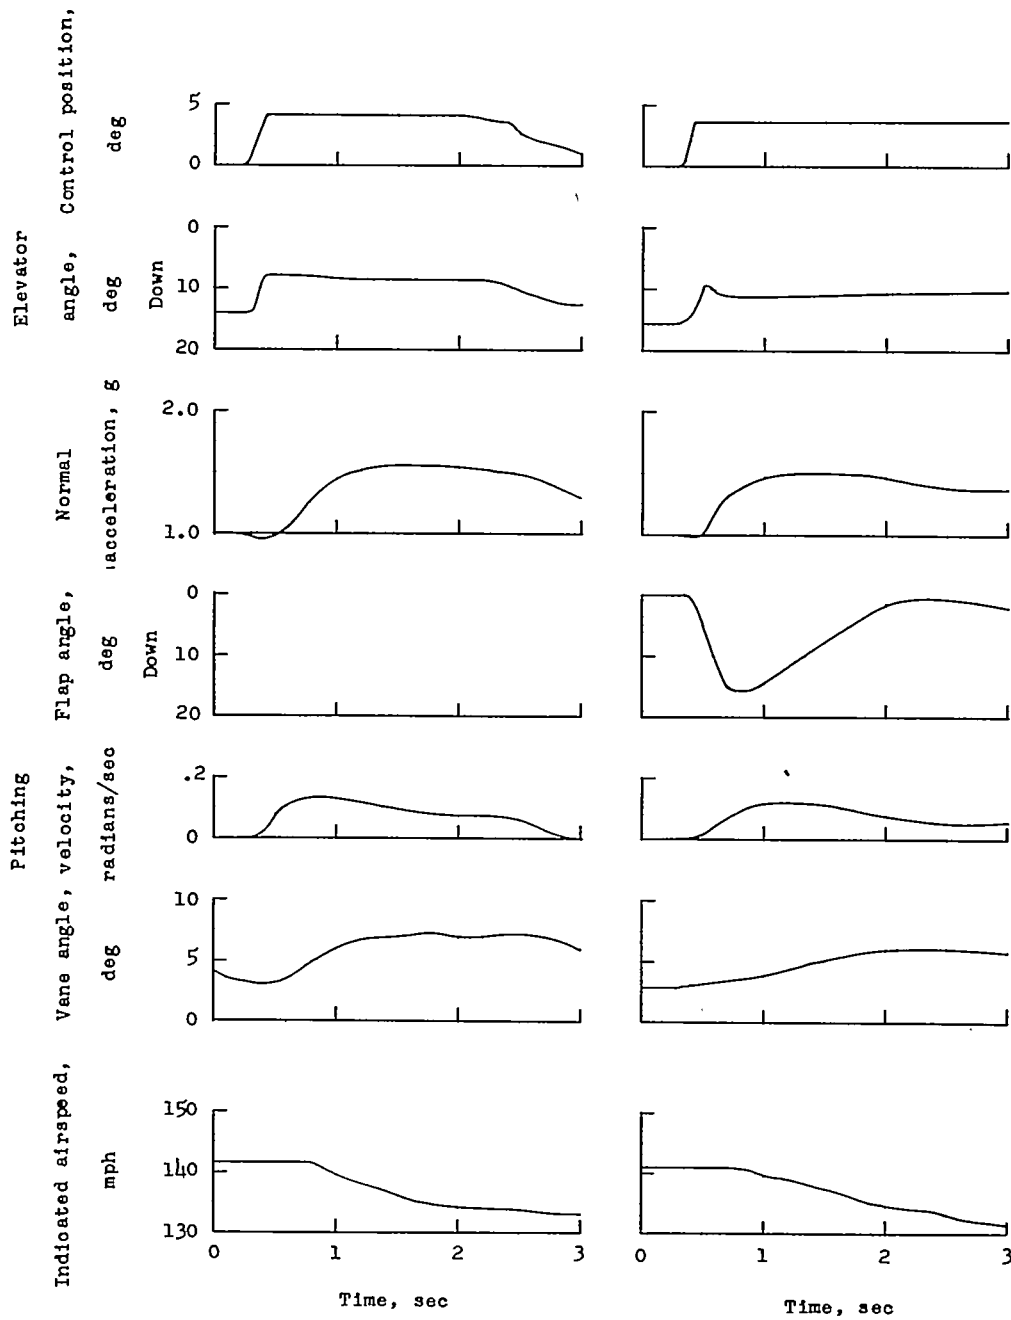 Control position,
deg
5
0
Elevator
angle,
deg
Down
0
10
20
Normal
acceleration, g
2.0
1.0
Flap angle,
deg
Down
0
10
20
Pitching
velocity,
radians/sec
.2
0
Vane angle,
deg
10
5
0
Indicated airspeed,
mph
150
140
130
0 1 2 3
Time, sec
0 1 2 3
Time, sec